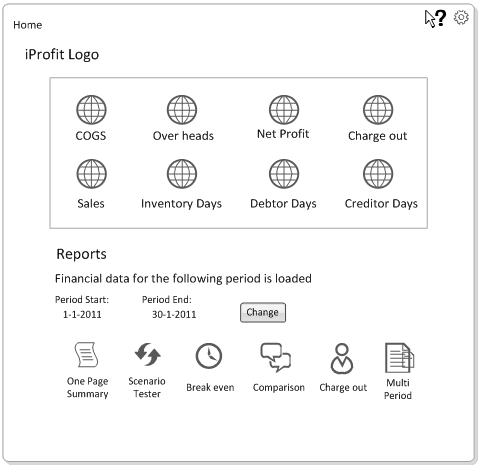 Home
?
iProfit Logo
COGS Over heads Net Profit Charge out
Sales Inventory Days Debtor Days Creditor Days
Reports
Financial data for the following period is loaded
Period Start: Period End:
1-1-2011 30-1-2011 Change
One Page Scenario Break even Comparison Charge out Multi
Summary Tester Period